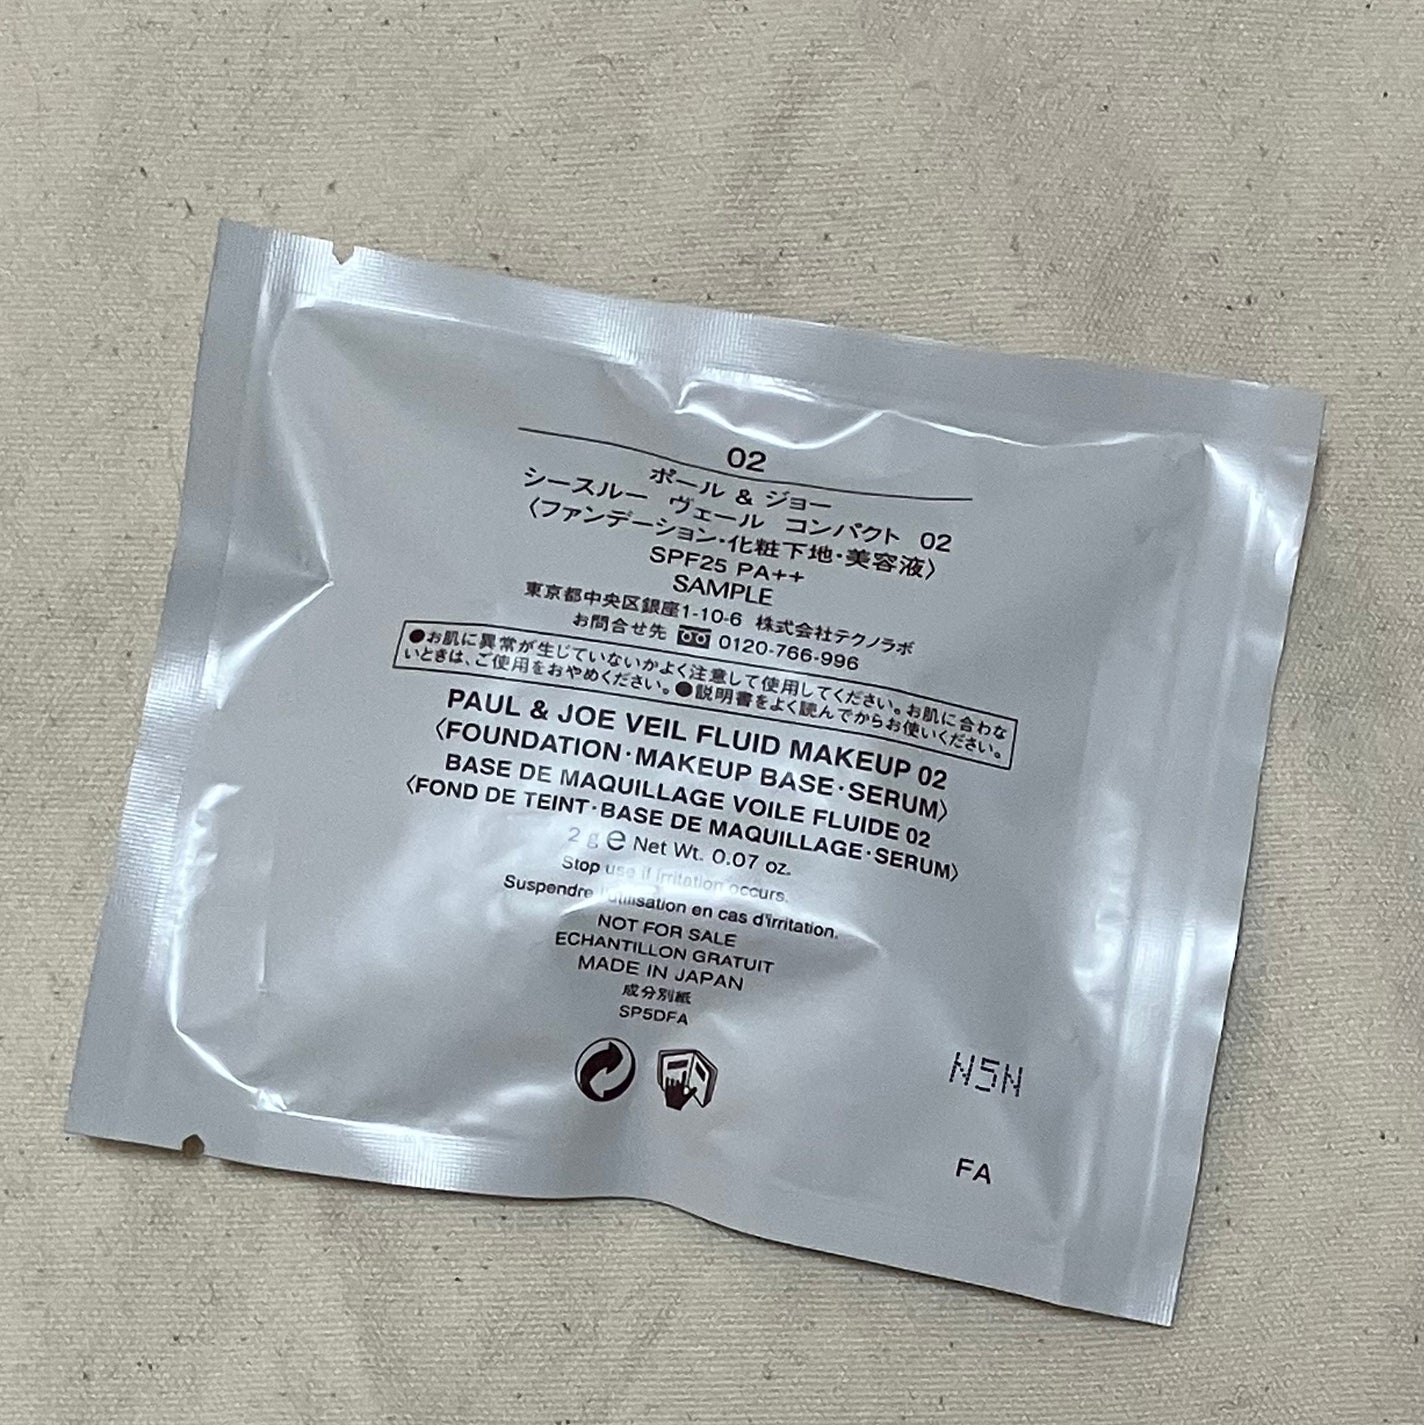 02
ポール & ジョー
シースルー ヴェール コンパクト 02
〈ファンデーション・化粧下地・美容液〉
SPF25 PA++
SAMPLE
東京都中央区銀座1-10-6 株式会社テクノラボ
お問合せ先 0120-766-996
●お肌に異常が生じていないかよく注意して使用してください。お肌に合わな
いときは、ご使用をおやめください。●説明書をよく読んでからお使いください。
PAUL & JOE VEIL FLUID MAKEUP 02
〈FOUNDATION・MAKEUP BASE・SERUM〉
BASE DE MAQUILLAGE VOILE FLUIDE 02
〈FOND DE TEINT・BASE DE MAQUILLAGE・SERUM〉
2 g e Net Wt. 0.07 oz.
Stop use if irritation occurs.
Suspendre l'utilisation en cas d'irritation.
NOT FOR SALE
ECHANTILLON GRATUIT
MADE IN JAPAN
成分別紙
SP5DFA
N5N
FA